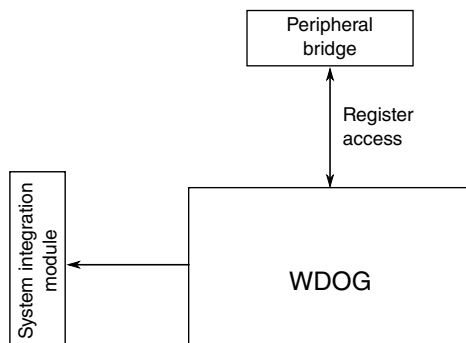 Peripheral
bridge
Register
access
System integration
module
WDOG